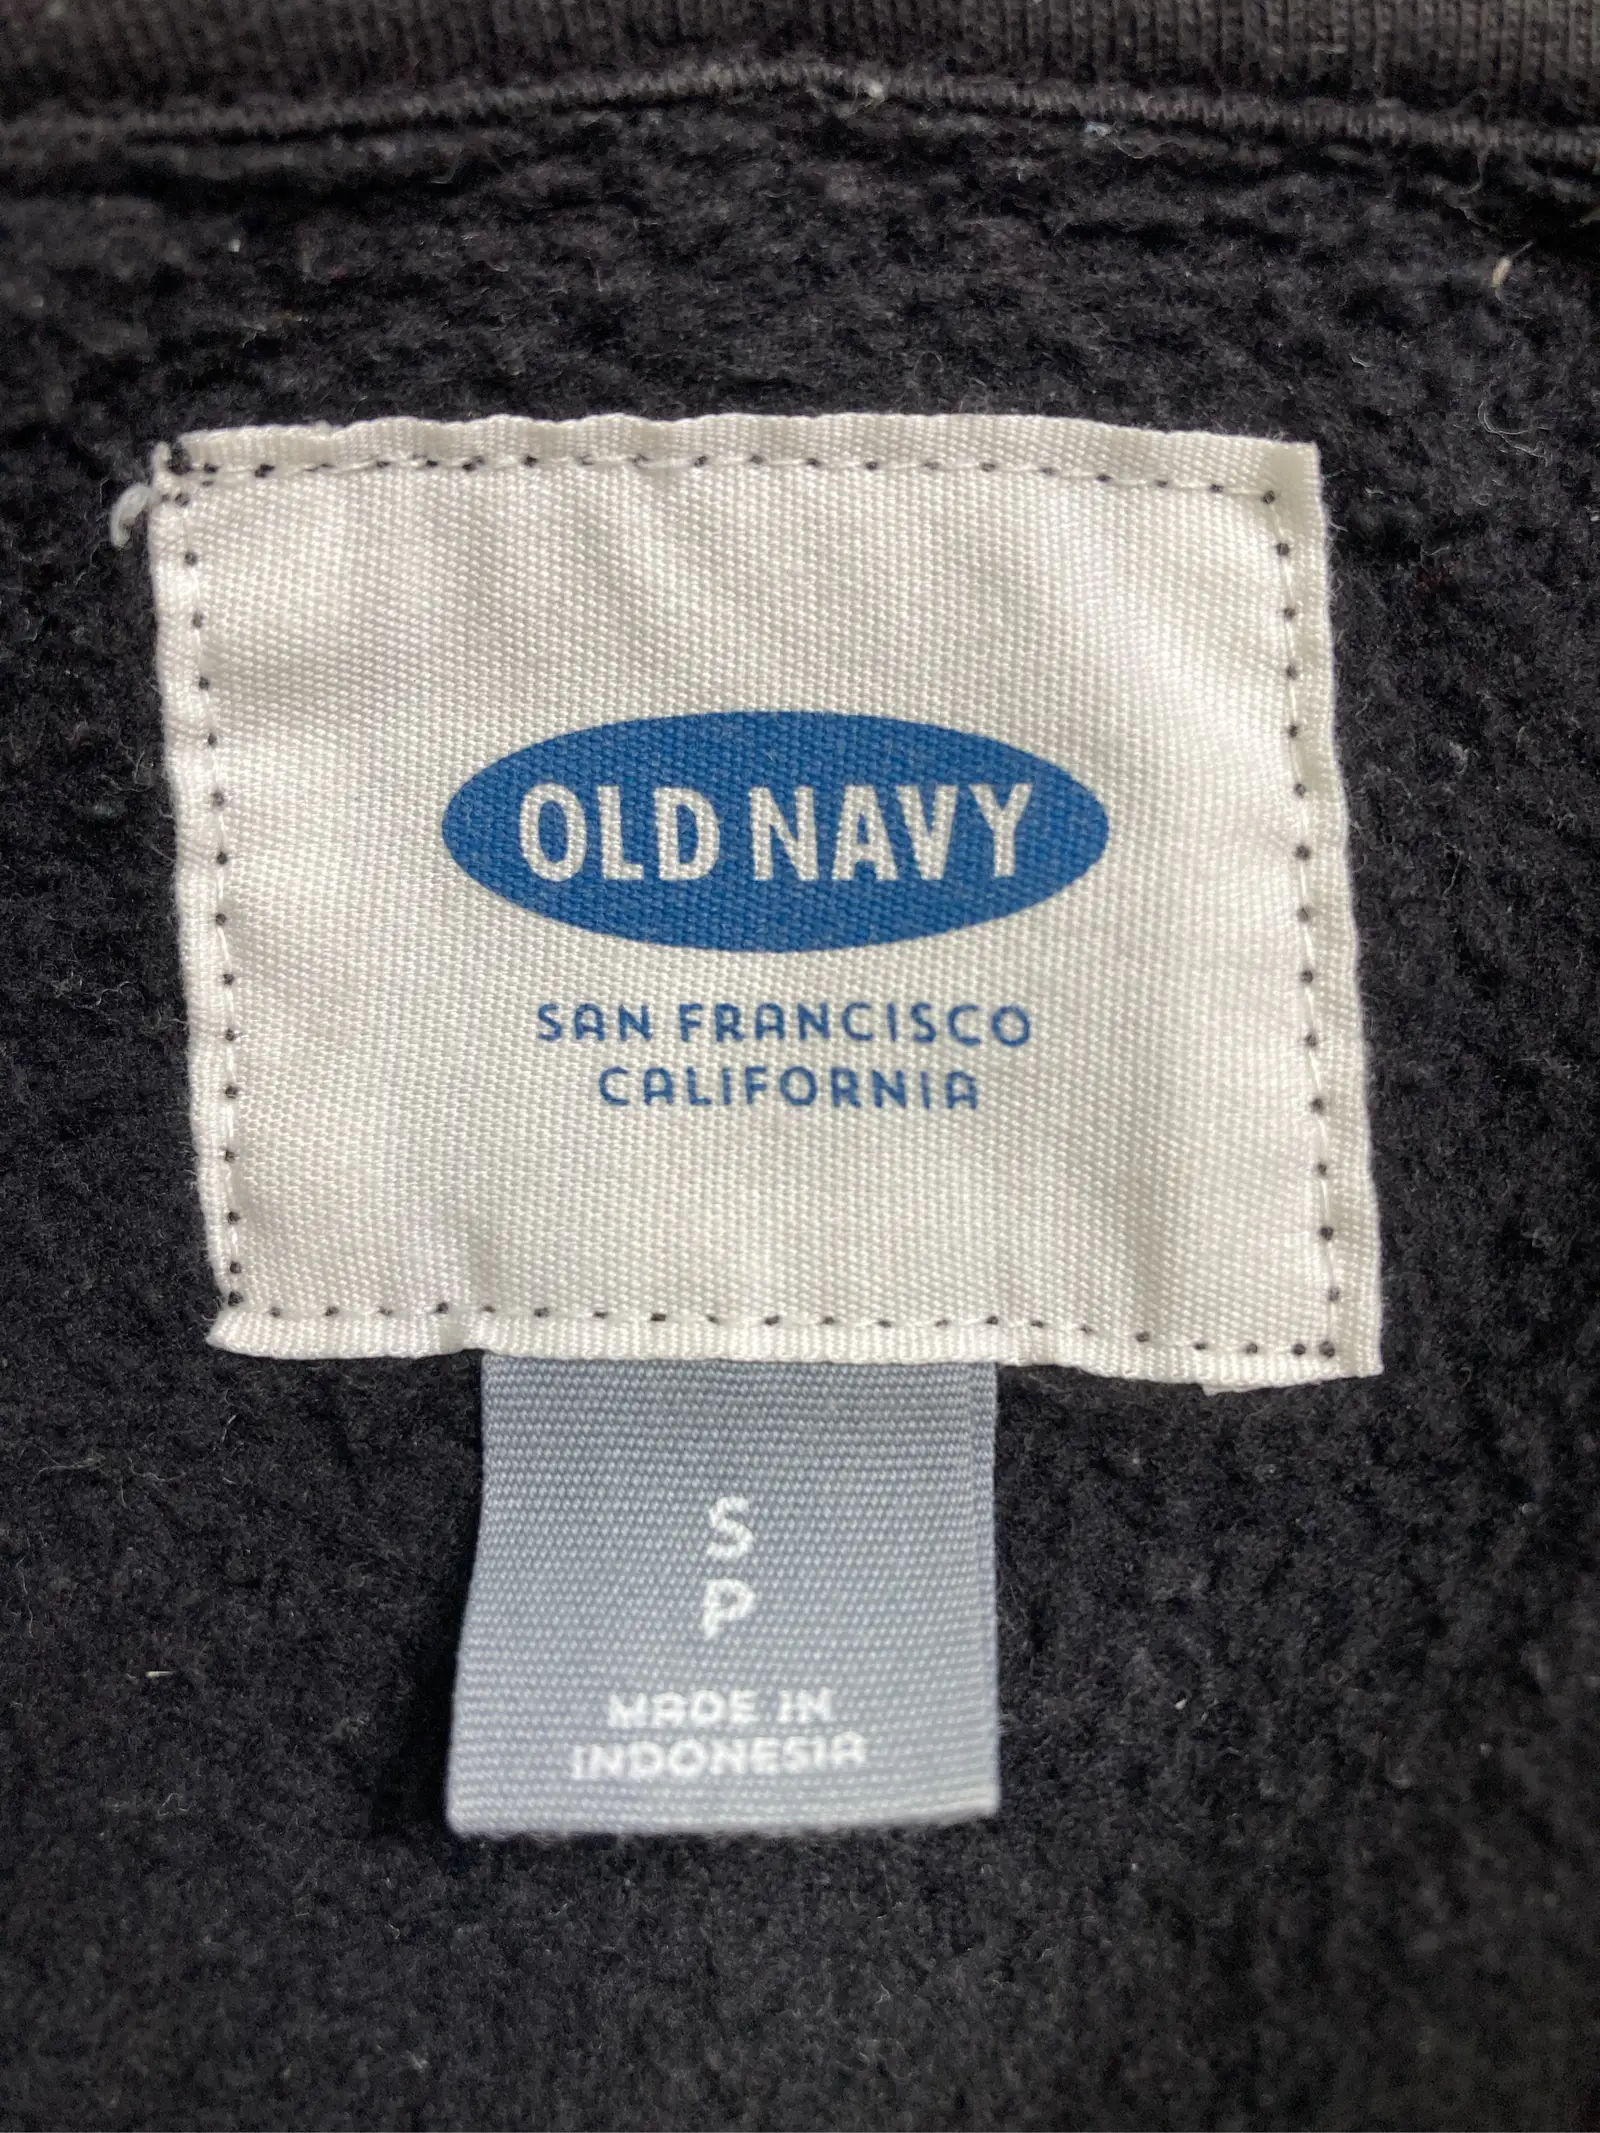 OLD NAVY
SAN FRANCISCO
CALIFORNIA
S
P
MADE IN
INDONESIA